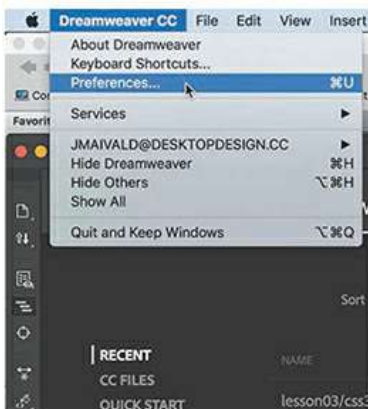 Dreamweaver CC File Edit View Insert
About Dreamweaver
Keyboard Shortcuts...
Preferences... ⌘U
Services
Favorit
JMAIVALD@DESKTOPDESIGN.CC
Hide Dreamweaver ⌘H
Hide Others ⌥⌘H
Show All
Quit and Keep Windows ⌥⌘Q
Sort
RECENT NAME
CC FILES
QUICK START lesson03/css3